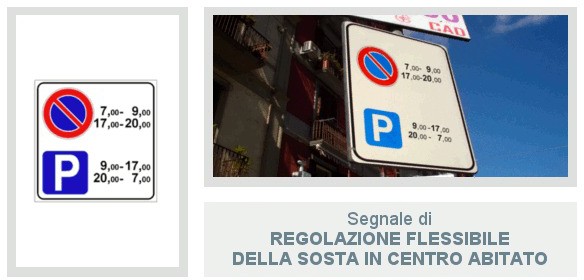 7,00- 9,00
17,00-20,00
P
9,00-17,00
20,00- 7,00
CAD
7,00- 9,00
17,00-20,00
P
9,00-17,00
20,00- 7,00
Segnale di
REGOLAZIONE FLESSIBILE
DELLA SOSTA IN CENTRO ABITATO